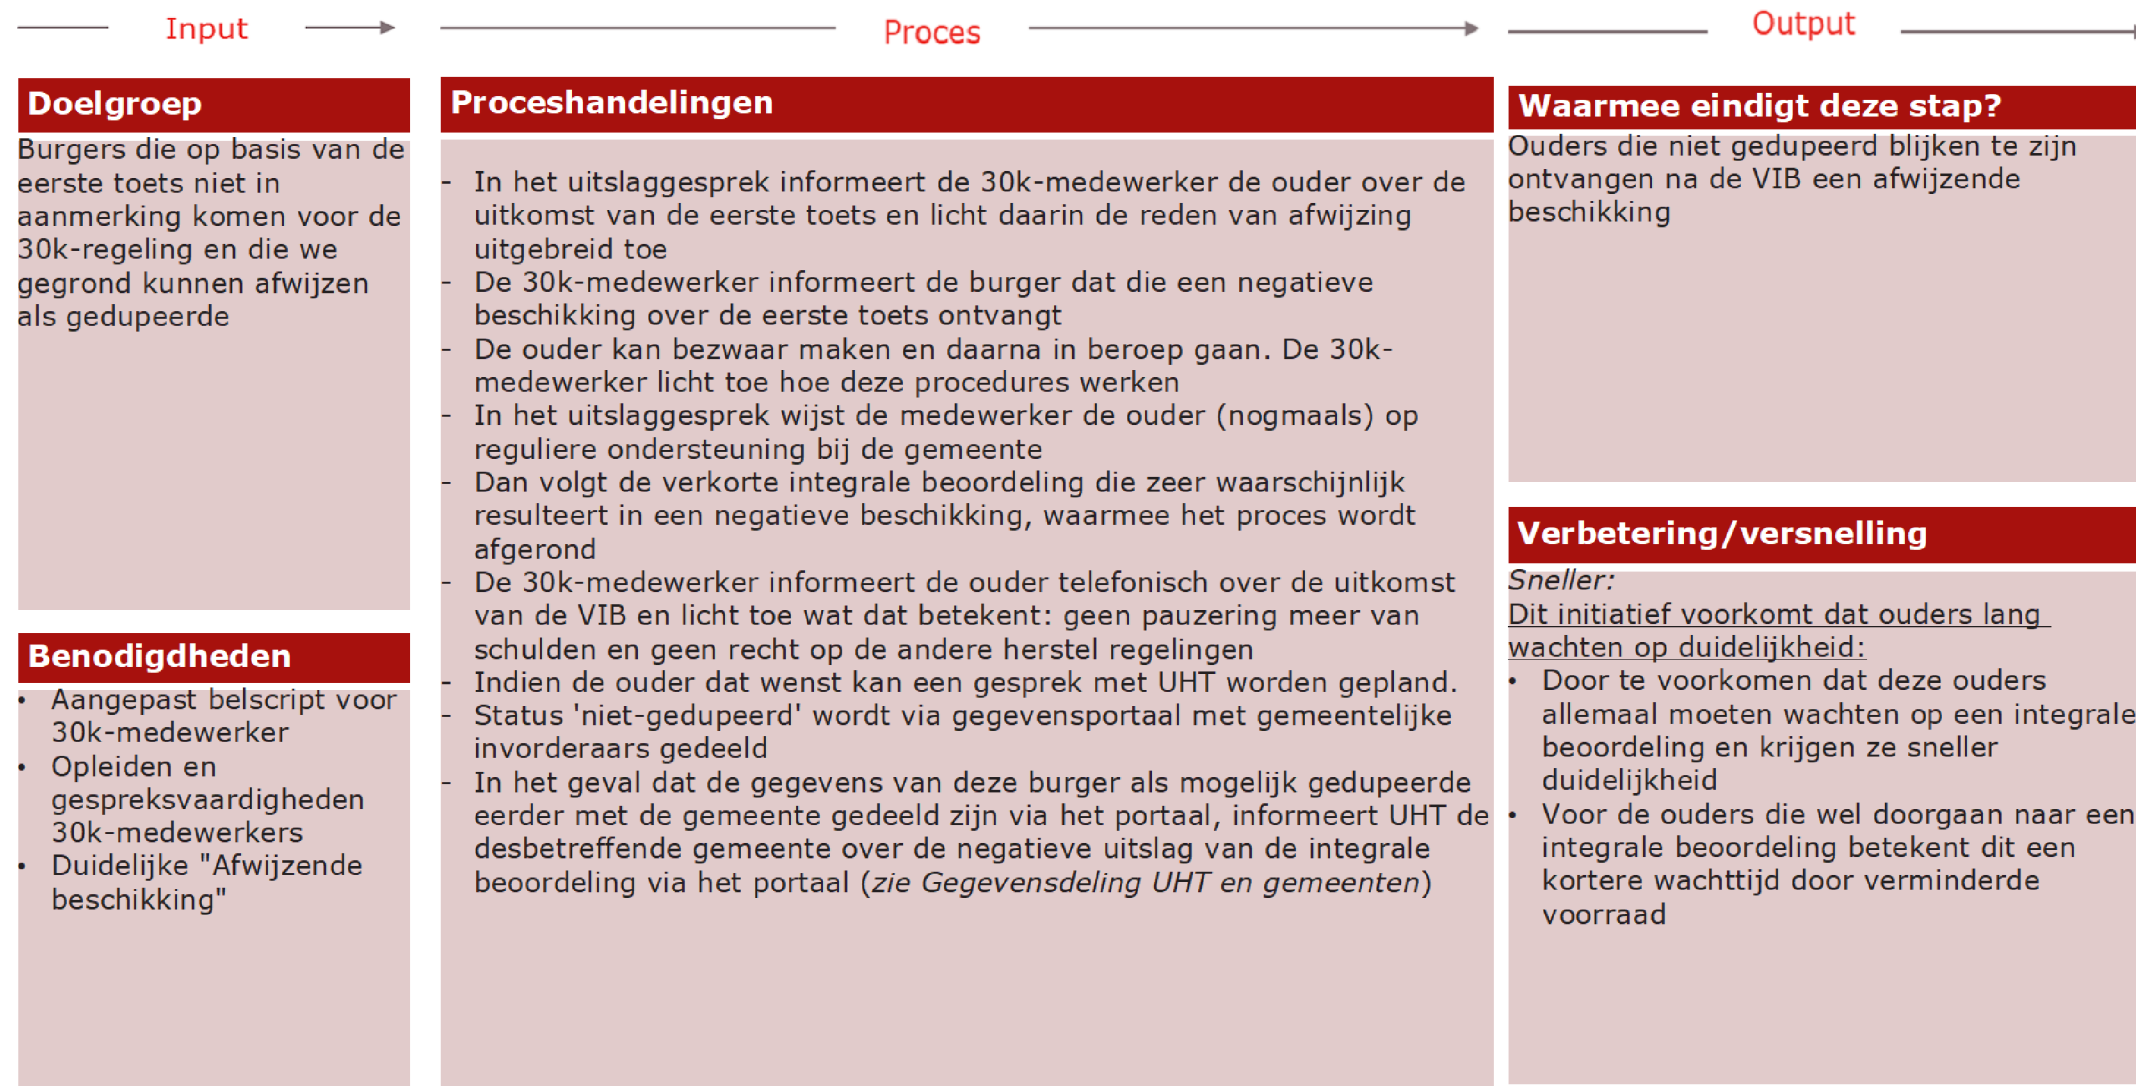 Input
Proces
Output
Doelgroep
Burgers die op basis van de
eerste toets niet in
aanmerking komen voor de
30k-regeling en die we
gegrond kunnen afwijzen
als gedupeerde
Benodigdheden
• Aangepast belscript voor
30k-medewerker
• Opleiden en
gespreksvaardigheden
30k-medewerkers
• Duidelijke "Afwijzende
beschikking"
Proceshandelingen
- In het uitslaggesprek informeert de 30k-medewerker de ouder over de
uitkomst van de eerste toets en licht daarin de reden van afwijzing
uitgebreid toe
- De 30k-medewerker informeert de burger dat die een negatieve
beschikking over de eerste toets ontvangt
- De ouder kan bezwaar maken en daarna in beroep gaan. De 30k-
medewerker licht toe hoe deze procedures werken
- In het uitslaggesprek wijst de medewerker de ouder (nogmaals) op
reguliere ondersteuning bij de gemeente
- Dan volgt de verkorte integrale beoordeling die zeer waarschijnlijk
resulteert in een negatieve beschikking, waarmee het proces wordt
afgerond
- De 30k-medewerker informeert de ouder telefonisch over de uitkomst
van de VIB en licht toe wat dat betekent: geen pauzering meer van
schulden en geen recht op de andere herstel regelingen
- Indien de ouder dat wenst kan een gesprek met UHT worden gepland.
- Status 'niet-gedupeerd' wordt via gegevensportaal met gemeentelijke
invorderaars gedeeld
- In het geval dat de gegevens van deze burger als mogelijk gedupeerde
eerder met de gemeente gedeeld zijn via het portaal, informeert UHT de
desbetreffende gemeente over de negatieve uitslag van de integrale
beoordeling via het portaal (zie Gegevensdeling UHT en gemeenten)
Waarmee eindigt deze stap?
Ouders die niet gedupeerd blijken te zijn
ontvangen na de VIB een afwijzende
beschikking
Verbetering/versnelling
Sneller:
Dit initiatief voorkomt dat ouders lang
wachten op duidelijkheid:
• Door te voorkomen dat deze ouders
allemaal moeten wachten op een integrale
beoordeling en krijgen ze sneller
duidelijkheid
• Voor de ouders die wel doorgaan naar een
integrale beoordeling betekent dit een
kortere wachttijd door verminderde
voorraad